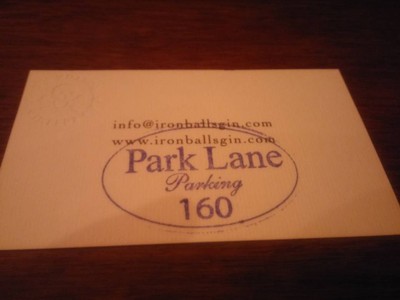 info@ironballsgin.com
www.ironballsgin.com
Park Lane
Parking
160